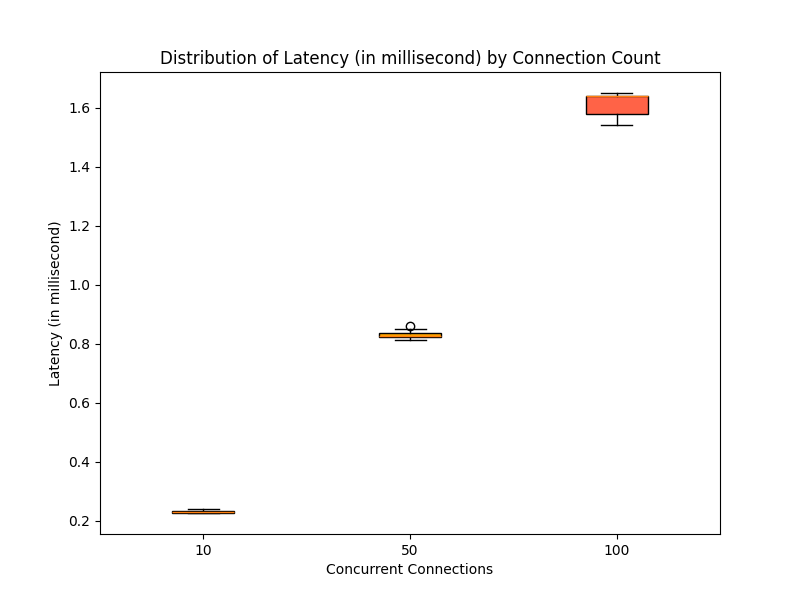 Distribution of Latency (in millisecond) by Connection Count
Latency (in millisecond)
1.6
1.4
1.2
1.0
0.8
0.6
0.4
0.2
10 50 100
Concurrent Connections